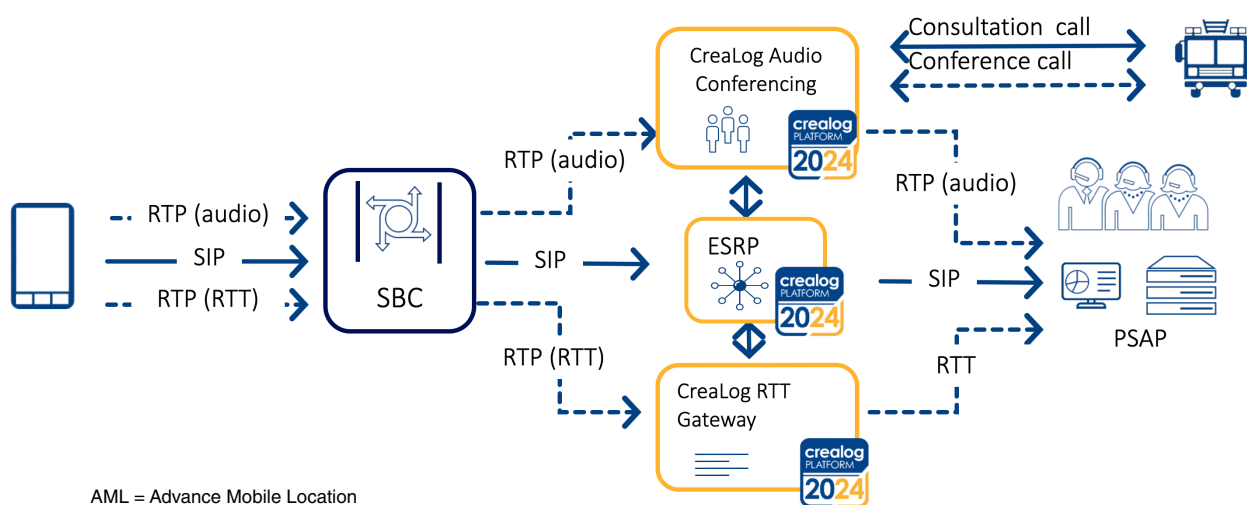 Consultation call
Conference call
CreaLog Audio
Conferencing
crealog
PLATFORM
2024
RTP (audio)
RTP (audio)
RTP (audio)
SIP
RTP (RTT)
SBC
SIP
ESRP
crealog
PLATFORM
2024
SIP
PSAP
RTP (RTT)
RTT
CreaLog RTT
Gateway
crealog
PLATFORM
2024
AML = Advance Mobile Location